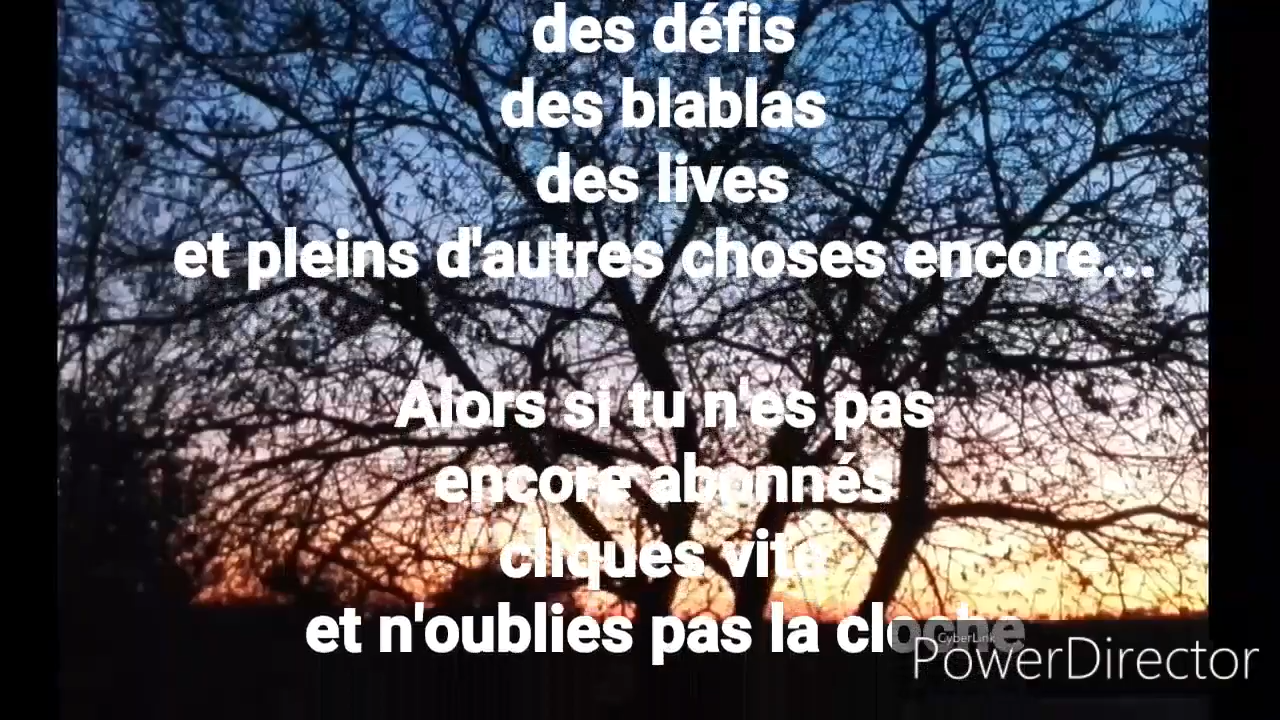 des défis
des blablas
des lives
et pleins d'autres choses encore...
Alors si tu n'es pas
encore abonnés
cliques vite
et n'oublies pas la cloche
CyberLink
PowerDirector